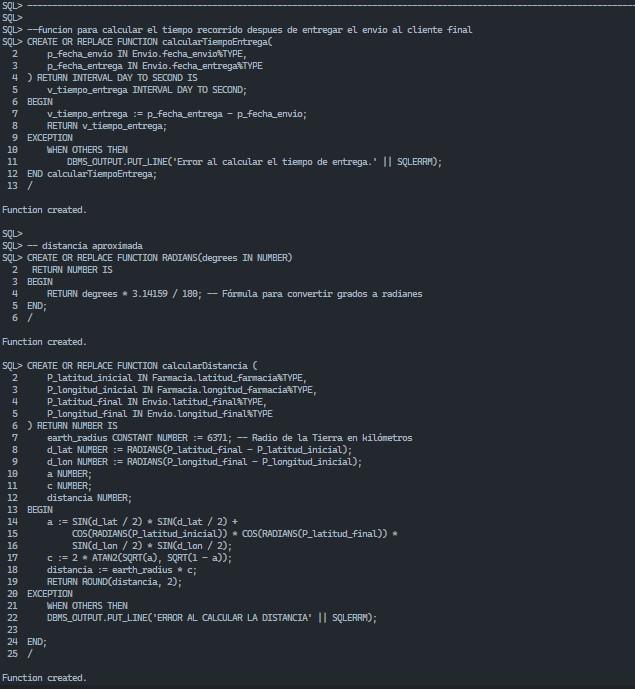 SQL> --------------------------------------------------------------------------------------------------------------------------
SQL>
SQL> --funcion para calcular el tiempo recorrido despues de entregar el envio al cliente final
SQL> CREATE OR REPLACE FUNCTION calcularTiempoEntrega(
  2      p_fecha_envio IN Envio.fecha_envio%TYPE,
  3      p_fecha_entrega IN Envio.fecha_entrega%TYPE
  4  ) RETURN INTERVAL DAY TO SECOND IS
  5      v_tiempo_entrega INTERVAL DAY TO SECOND;
  6  BEGIN
  7      v_tiempo_entrega := p_fecha_entrega - p_fecha_envio;
  8      RETURN v_tiempo_entrega;
  9  EXCEPTION
 10      WHEN OTHERS THEN
 11          DBMS_OUTPUT.PUT_LINE('Error al calcular el tiempo de entrega.' || SQLERRM);
 12  END calcularTiempoEntrega;
 13  /
Function created.
SQL>
SQL> -- distancia aproximada
SQL> CREATE OR REPLACE FUNCTION RADIANS(degrees IN NUMBER)
  2   RETURN NUMBER IS
  3  BEGIN
  4      RETURN degrees * 3.14159 / 180; -- Fórmula para convertir grados a radianes
  5  END;
  6  /
Function created.
SQL> CREATE OR REPLACE FUNCTION calcularDistancia (
  2      P_latitud_inicial IN Farmacia.latitud_farmacia%TYPE,
  3      P_longitud_inicial IN Farmacia.longitud_farmacia%TYPE,
  4      P_latitud_final IN Envio.latitud_final%TYPE,
  5      P_longitud_final IN Envio.longitud_final%TYPE
  6  ) RETURN NUMBER IS
  7      earth_radius CONSTANT NUMBER := 6371; -- Radio de la Tierra en kilómetros
  8      d_lat NUMBER := RADIANS(P_latitud_final - P_latitud_inicial);
  9      d_lon NUMBER := RADIANS(P_longitud_final - P_longitud_inicial);
 10      a NUMBER;
 11      c NUMBER;
 12      distancia NUMBER;
 13  BEGIN
 14      a := SIN(d_lat / 2) * SIN(d_lat / 2) +
 15           COS(RADIANS(P_latitud_inicial)) * COS(RADIANS(P_latitud_final)) *
 16           SIN(d_lon / 2) * SIN(d_lon / 2);
 17      c := 2 * ATAN2(SQRT(a), SQRT(1 - a));
 18      distancia := earth_radius * c;
 19      RETURN ROUND(distancia, 2);
 20  EXCEPTION
 21      WHEN OTHERS THEN
 22      DBMS_OUTPUT.PUT_LINE('ERROR AL CALCULAR LA DISTANCIA' || SQLERRM);
 23
 24  END;
 25  /
Function created.